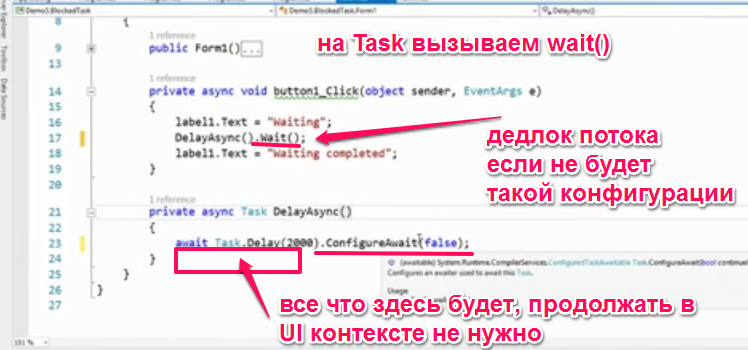 Demo5.BlockedTask
Demo5.BlockedTask.Form1
DelayAsync()
8 {
1 reference
9 public Form1()...
на Task вызываем wait()
13
1 reference
14 private async void button1_Click(object sender, EventArgs e)
15 {
16 label1.Text = "Waiting";
17 DelayAsync().Wait();
18 label1.Text = "Waiting completed";
19 }
дедлок потока
если не будет
такой конфигурации
20
1 reference
21 private async Task DelayAsync()
22 {
23 await Task.Delay(2000).ConfigureAwait(false);
24 }
(awaitable) System.Runtime.CompilerServices.ConfiguredTaskAwaitable Task.ConfigureAwait(bool continue
Configures an awaiter used to await this Task.
Usage:
25 }
26 }
27
все что здесь будет, продолжать в
UI контексте не нужно
151 %
Server Explorer
Toolbox
Data Sources